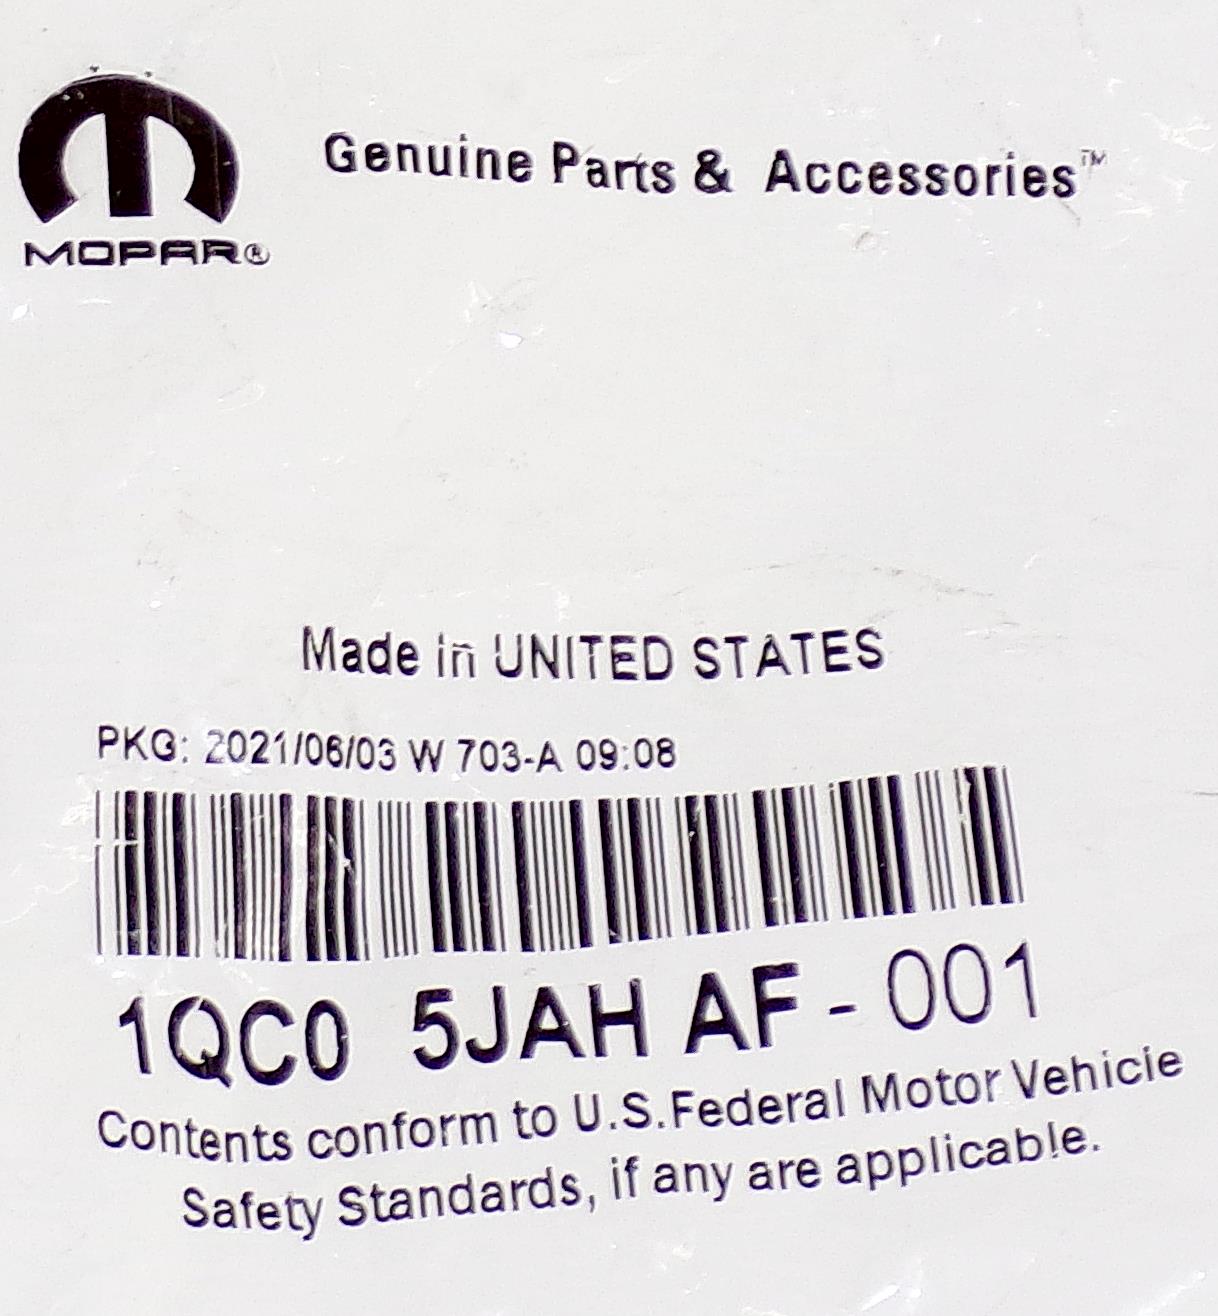 Genuine Parts & Accessories™
MOPAR®
Made in UNITED STATES
PKG: 2021/06/03 W 703-A 09:08
1QC0 5JAH AF - 001
Contents conform to U.S.Federal Motor Vehicle
Safety Standards, if any are applicable.